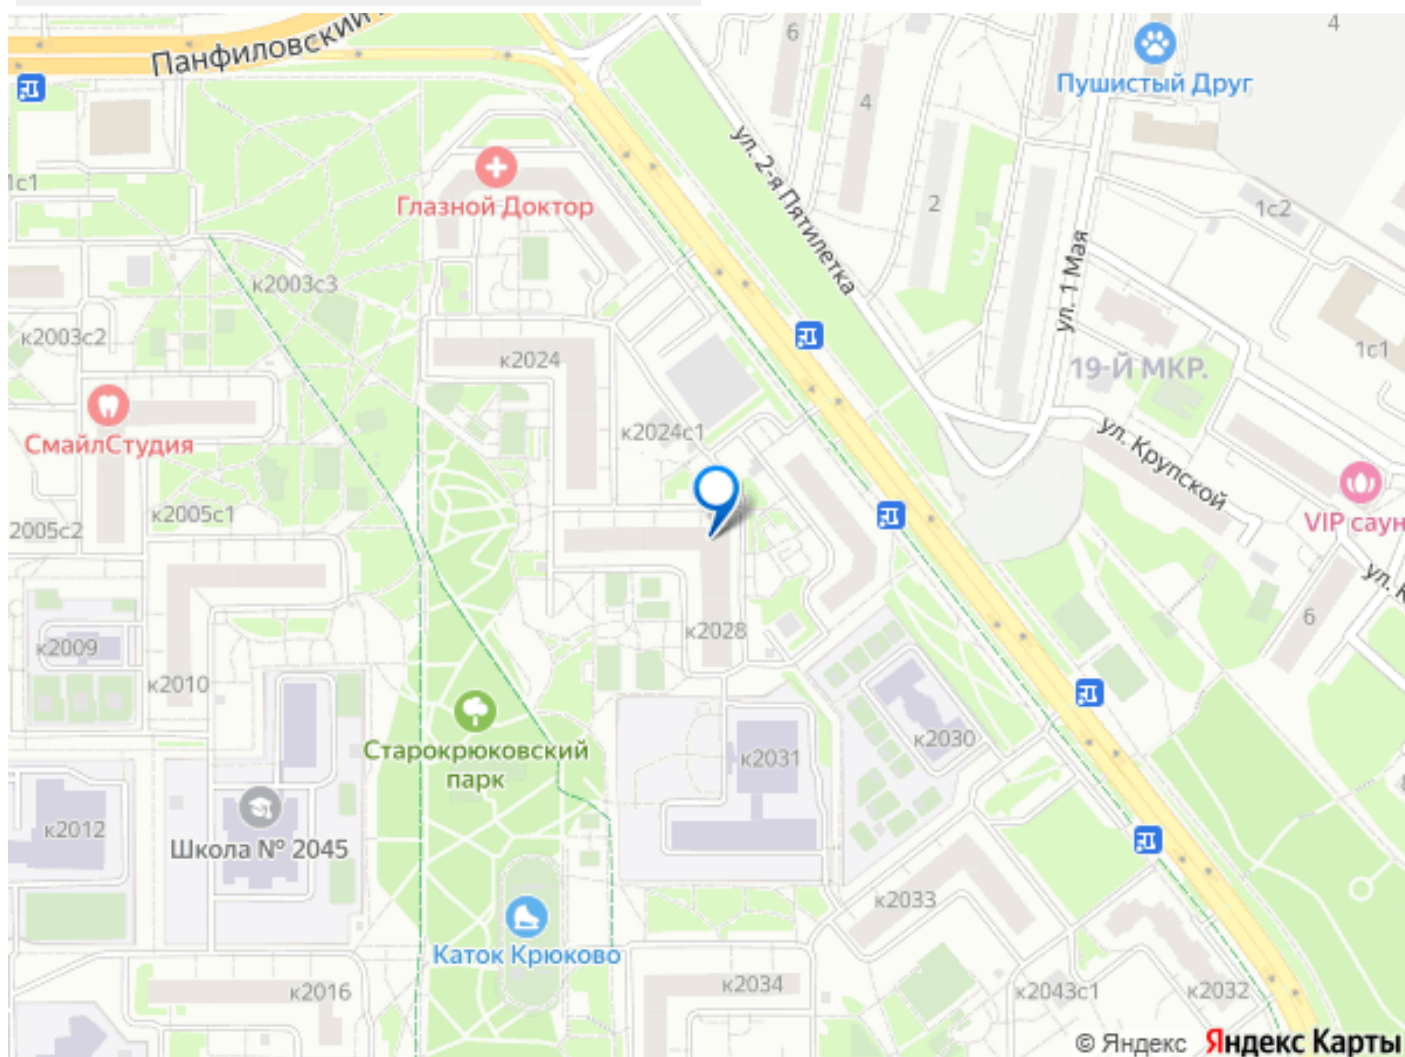 Панфиловский
4
6
Пушистый Друг
4
ул. 2-я Пятилетка
1с1
Глазной Доктор
2
1с2
к2003с3
ул. 1 Мая
к2003с2
к2024
1с1
19-Й МКР.
СмайлСтудия
к2024с1
ул. Крупской
2005с2
к2005с1
VIP саун
ул. К
6
к2009
к2028
к2010
к2030
Старокрюковский
парк
к2031
к2012
Школа № 2045
к2033
Каток Крюково
к2016
к2034
к2043с1
к2032
© Яндекс Яндекс Карты